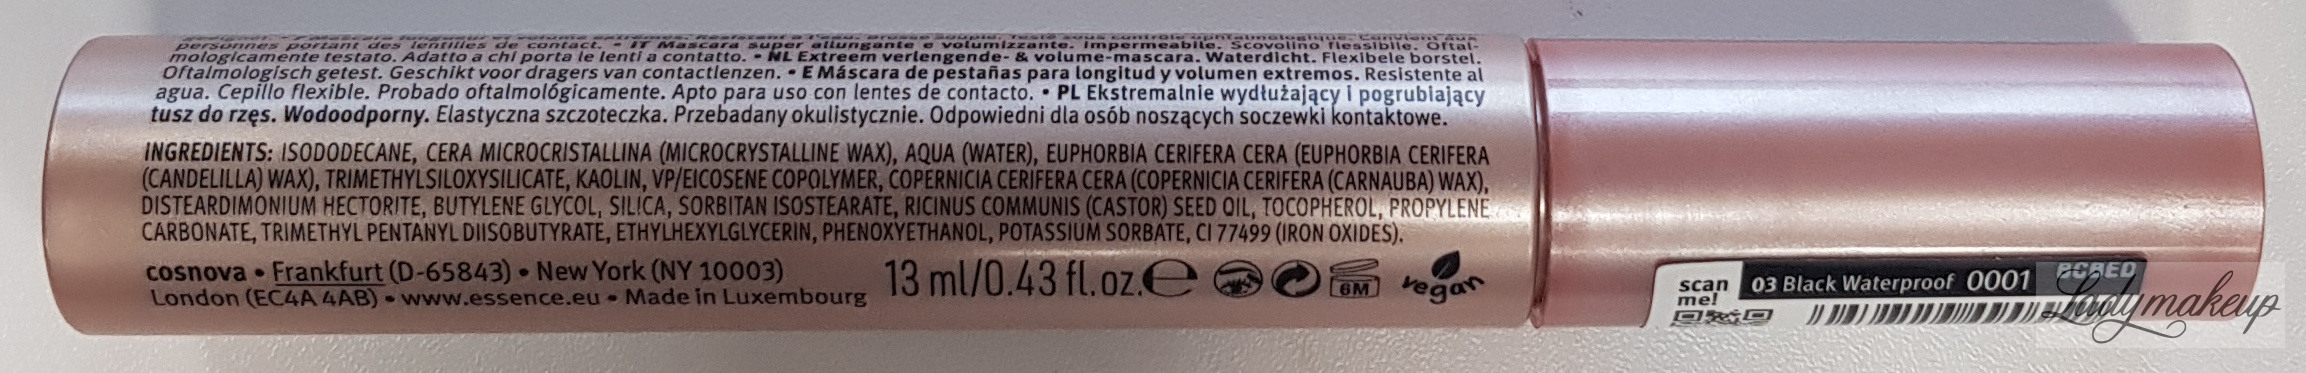 personnes portant des lentilles de contact. • IT Mascara super allungante e volumizzante. Impermeabile. Scovolino flessibile. Oftal-
mologicamente testato. Adatto a chi porta le lenti a contatto. • NL Extreem verlengende- & volume-mascara. Waterdicht. Flexibele borstel.
Oftalmologisch getest. Geschikt voor dragers van contactlenzen. • E Máscara de pestañas para longitud y volumen extremos. Resistente al
agua. Cepillo flexible. Probado oftalmológicamente. Apto para uso con lentes de contacto. • PL Ekstremalnie wydłużający i pogrubiający
tusz do rzęs. Wodoodporny. Elastyczna szczoteczka. Przebadany okulistycznie. Odpowiedni dla osób noszących soczewki kontaktowe.
INGREDIENTS: ISODODECANE, CERA MICROCRISTALLINA (MICROCRYSTALLINE WAX), AQUA (WATER), EUPHORBIA CERIFERA CERA (EUPHORBIA CERIFERA
(CANDELILLA) WAX), TRIMETHYLSILOXYSILICATE, KAOLIN, VP/EICOSENE COPOLYMER, COPERNICIA CERIFERA CERA (COPERNICIA CERIFERA (CARNAUBA) WAX),
DISTEARDIMONIUM HECTORITE, BUTYLENE GLYCOL, SILICA, SORBITAN ISOSTEARATE, RICINUS COMMUNIS (CASTOR) SEED OIL, TOCOPHEROL, PROPYLENE
CARBONATE, TRIMETHYL PENTANYL DIISOBUTYRATE, ETHYLHEXYLGLYCERIN, PHENOXYETHANOL, POTASSIUM SORBATE, CI 77499 (IRON OXIDES).
cosnova • Frankfurt (D-65843) • New York (NY 10003)
London (EC4A 4AB) • www.essence.eu • Made in Luxembourg
13 ml/0.43 fl.oz. e
6M
vegan
scan
me!
03 Black Waterproof 0001
Ladymakeup